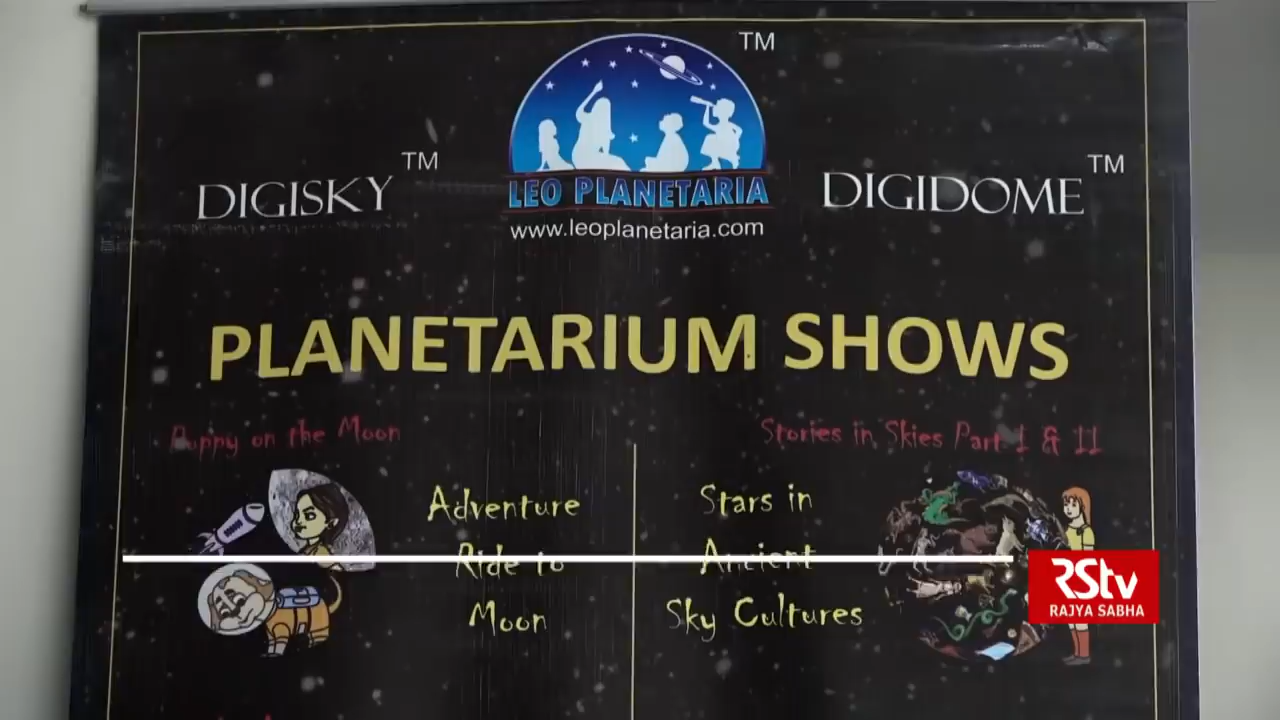 TM
LEO PLANETARIA
www.leoplanetaria.com
DIGISKY TM
DIGIDOME TM
PLANETARIUM SHOWS
Puppy on the Moon
Adventure
Ride to
Moon
Stories in Skies Part I & II
Stars in
Ancient
Sky Cultures
RStv
RAJYA SABHA